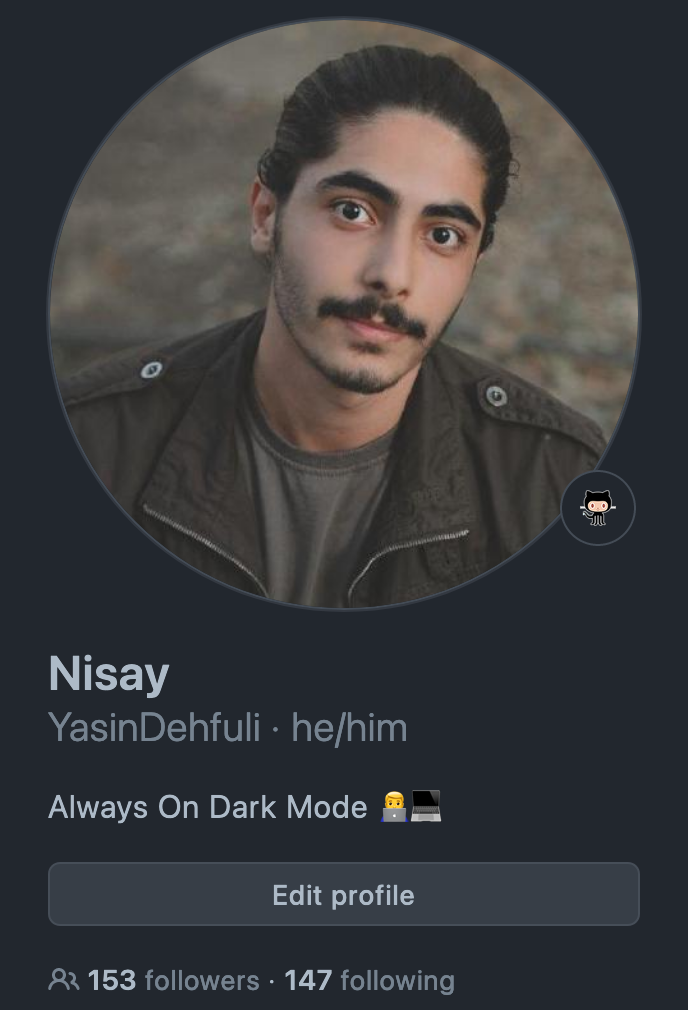 Nisay
YasinDehfuli · he/him
Always On Dark Mode 👨‍💻💻
Edit profile
153 followers · 147 following